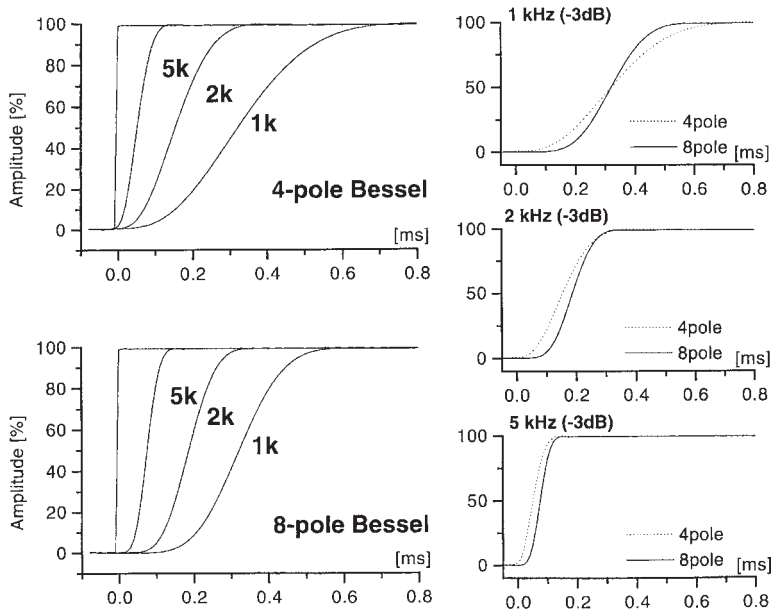 Amplitude [%]
100
80
60
40
20
0
5k
2k
1k
4-pole Bessel
[ms]
0.0 0.2 0.4 0.6 0.8
Amplitude [%]
100
80
60
40
20
0
5k
2k
1k
8-pole Bessel
[ms]
0.0 0.2 0.4 0.6 0.8
1 kHz (-3dB)
100
50
0
4pole
8pole
[ms]
0.0 0.2 0.4 0.6 0.8
2 kHz (-3dB)
100
50
0
4pole
8pole
[ms]
0.0 0.2 0.4 0.6 0.8
5 kHz (-3dB)
100
50
0
4pole
8pole
[ms]
0.0 0.2 0.4 0.6 0.8